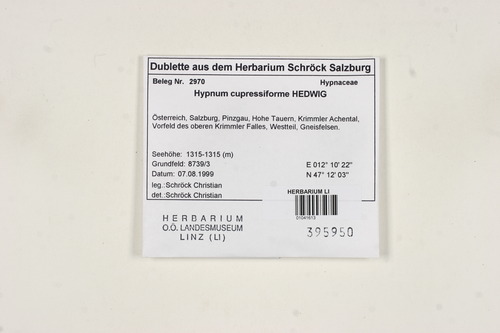 Dublette aus dem Herbarium Schröck Salzburg
Beleg Nr. 2970 Hypnaceae
Hypnum cupressiforme HEDWIG
Österreich, Salzburg, Pinzgau, Hohe Tauern, Krimmler Achental,
Vorfeld des oberen Krimmler Falles, Westteil, Gneisfelsen.
Seehöhe: 1315-1315 (m)
Grundfeld: 8739/3 E 012° 10' 22"
Datum: 07.08.1999 N 47° 12' 03"
leg.:Schröck Christian
det.:Schröck Christian
HERBARIUM LI
HERBARIUM
O.Ö. LANDESMUSEUM
LINZ (LI)
395950